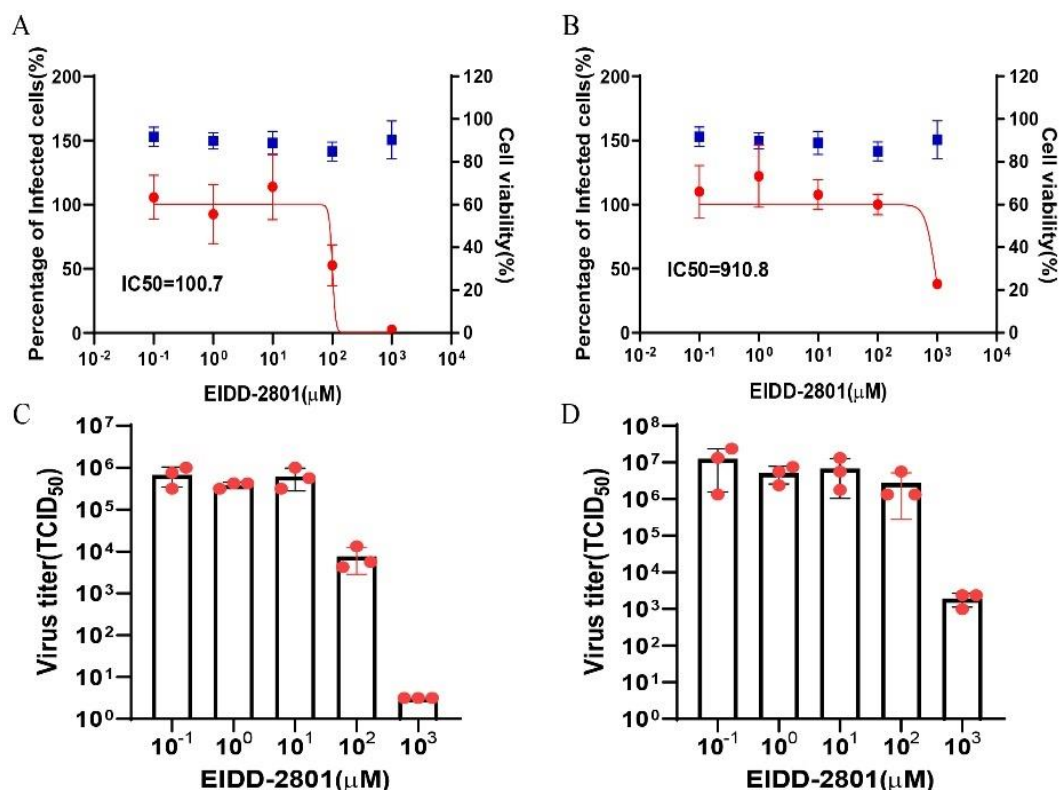 A
B
Percentage of Infected cells(%)
200
150
100
50
0
120
100
80
60
40
20
0
Cell viability(%)
IC50=100.7
10-2 10-1 100 101 102 103 104
EIDD-2801(μM)
Percentage of Infected cells(%)
200
150
100
50
0
120
100
80
60
40
20
0
Cell viability(%)
IC50=910.8
10-2 10-1 100 101 102 103 104
EIDD-2801(μM)
C
D
Virus titer(TCID50)
107
106
105
104
103
102
101
100
10-1 100 101 102 103
EIDD-2801(μM)
Virus titer(TCID50)
108
107
106
105
104
103
102
101
100
10-1 100 101 102 103
EIDD-2801(μM)